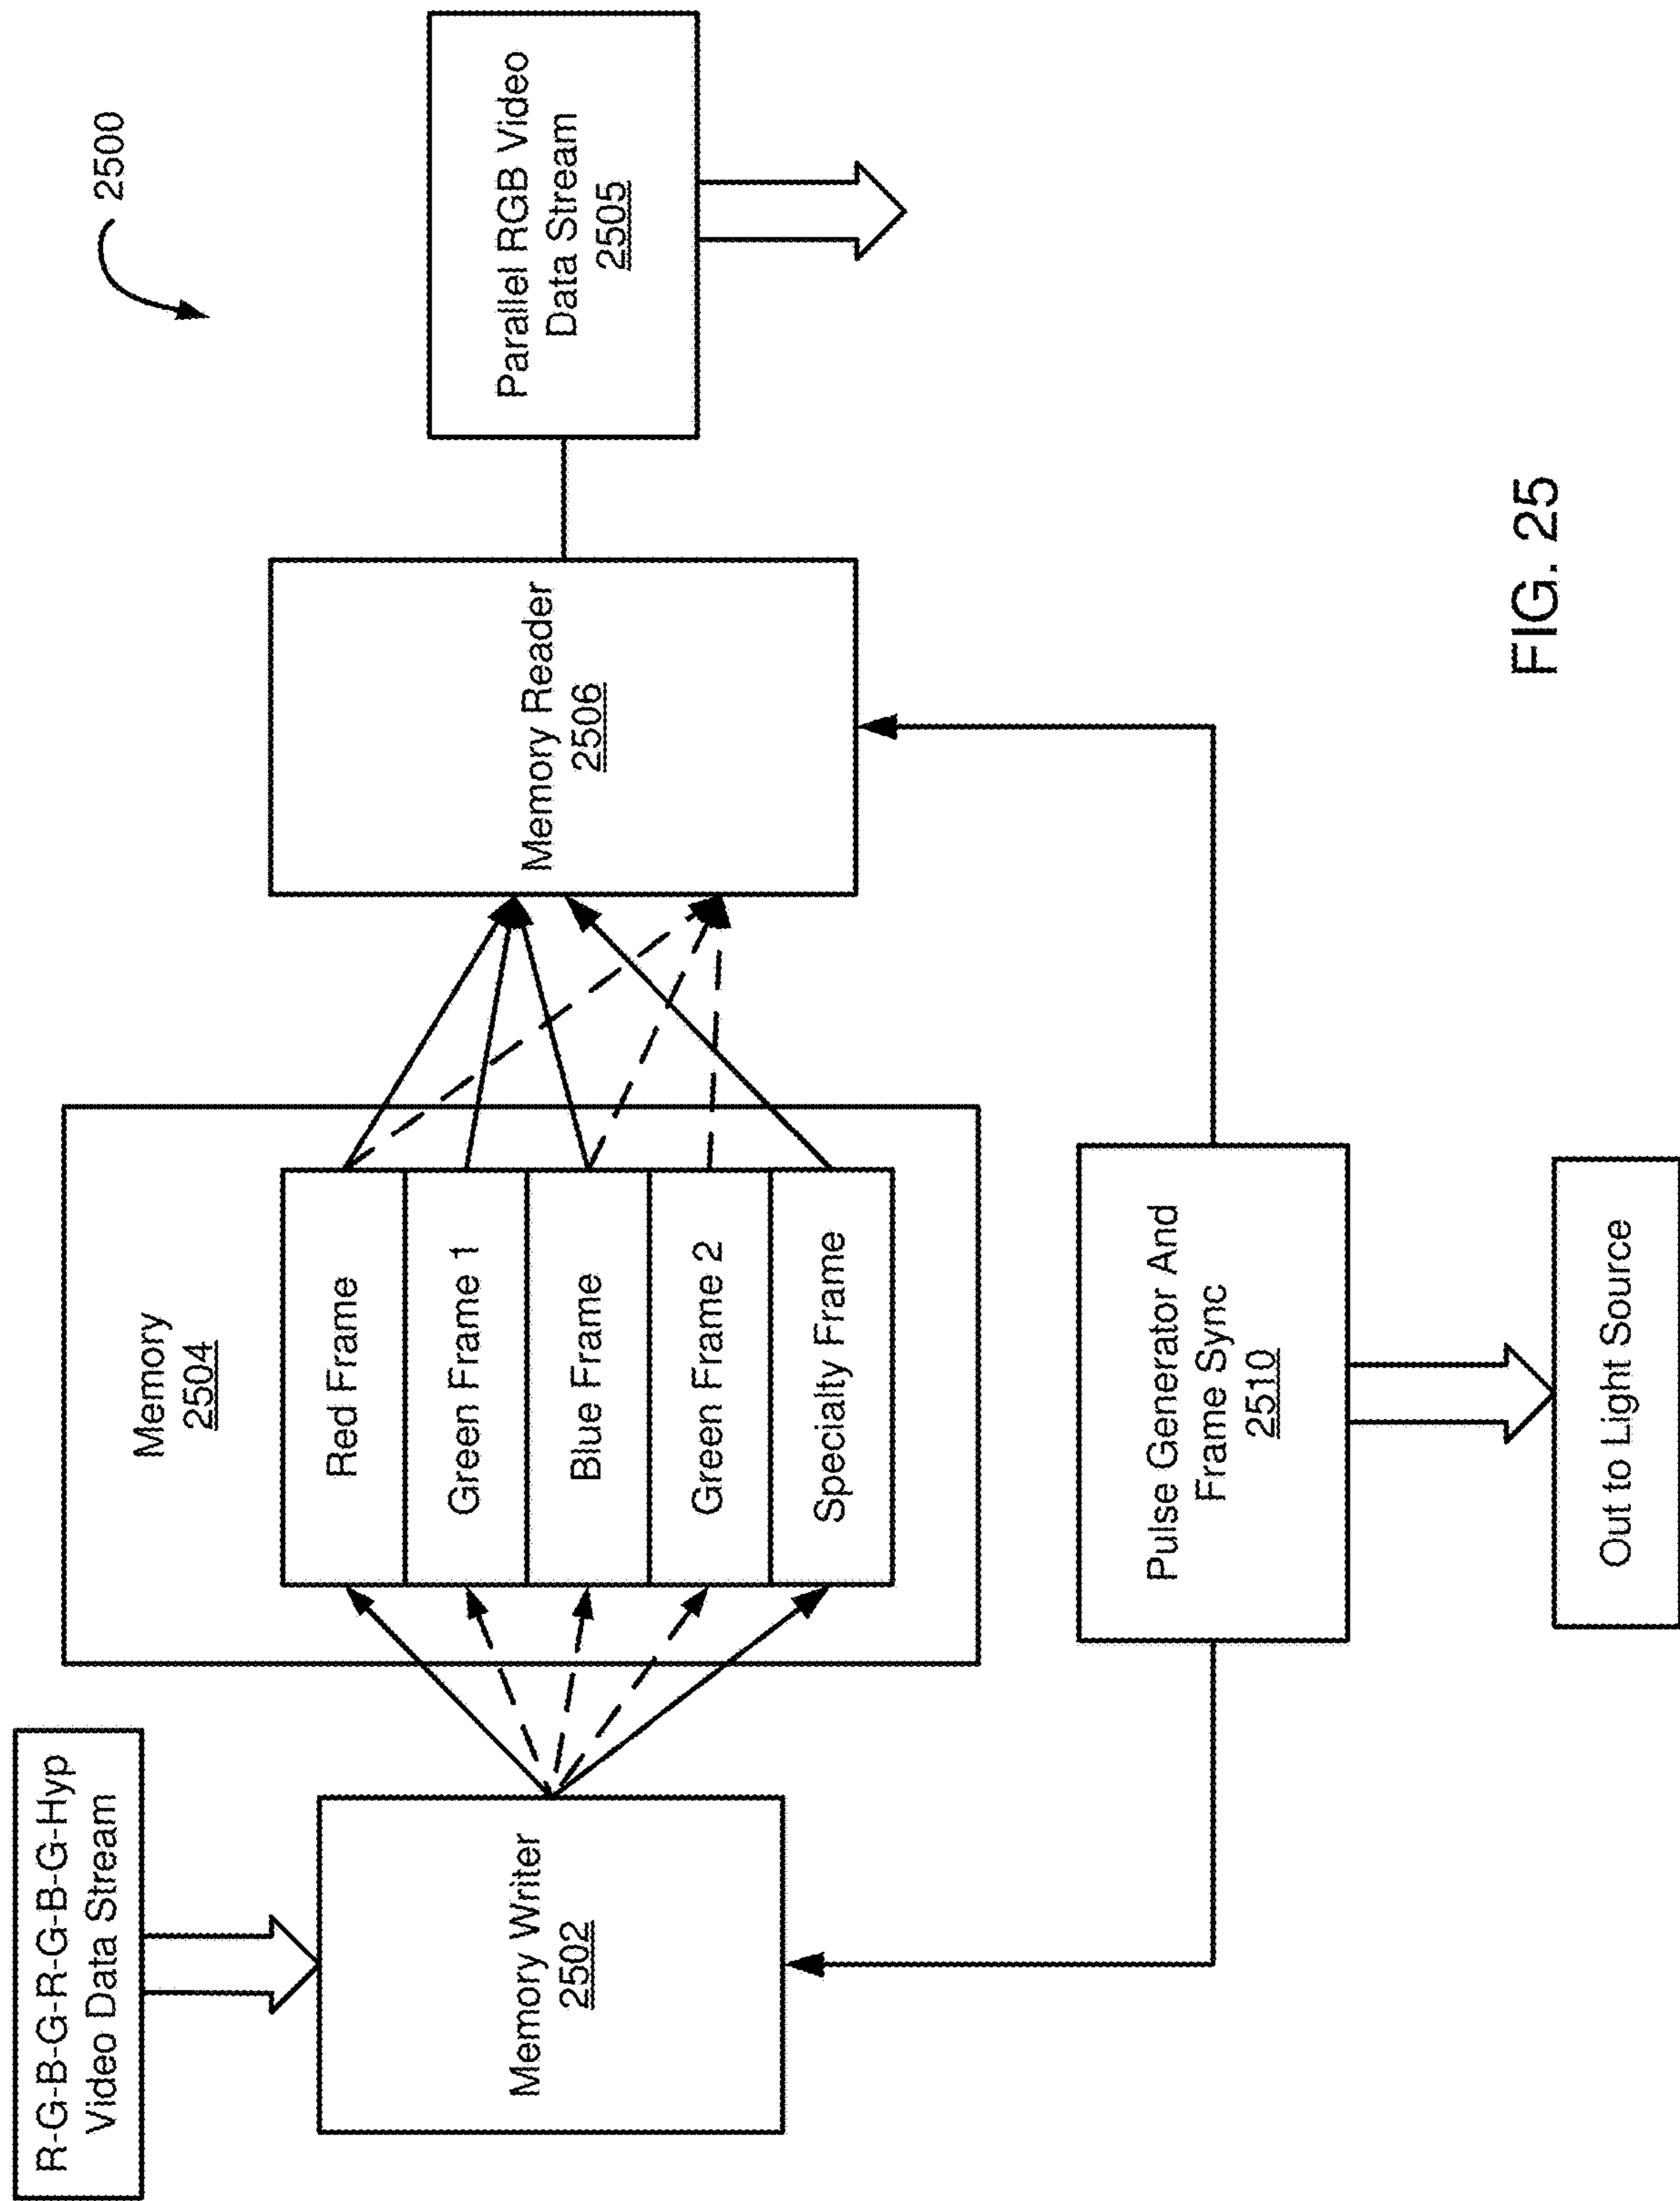 2500
R-G-B-G-R-G-B-G-Hyp
Video Data Stream
Memory Writer
2502
Memory
2504
Red Frame
Green Frame 1
Blue Frame
Green Frame 2
Specialty Frame
Memory Reader
2506
Parallel RGB Video
Data Stream
2505
Pulse Generator And
Frame Sync
2510
Out to Light Source
FIG. 25